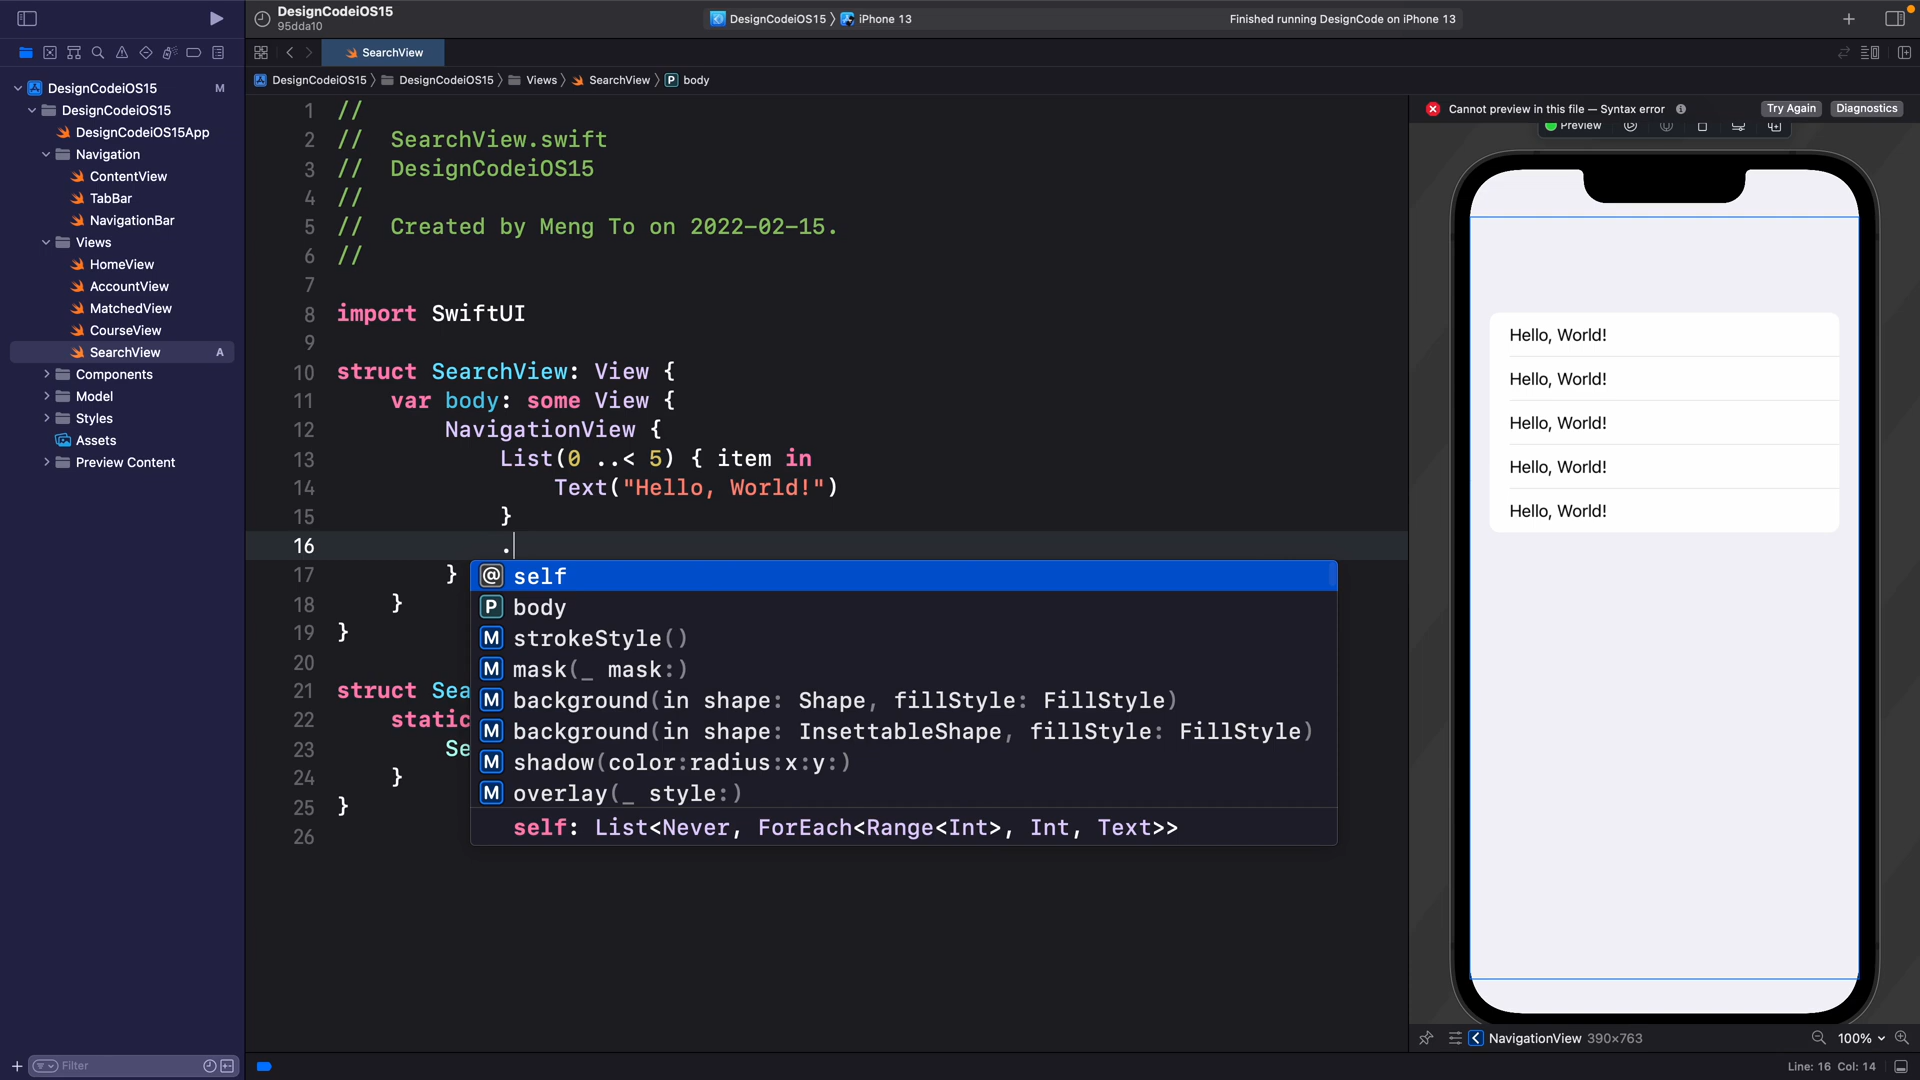 DesignCodeiOS15
95dda10
DesignCodeiOS15 〉 iPhone 13
Finished running DesignCode on iPhone 13
SearchView
DesignCodeiOS15 〉 DesignCodeiOS15 〉 Views 〉 SearchView 〉 P body
DesignCodeiOS15 M
DesignCodeiOS15
DesignCodeiOS15App
Navigation
ContentView
TabBar
NavigationBar
Views
HomeView
AccountView
MatchedView
CourseView
SearchView A
Components
Model
Styles
Assets
Preview Content
Filter
1 //
2 //  SearchView.swift
3 //  DesignCodeiOS15
4 //
5 //  Created by Meng To on 2022-02-15.
6 //
7
8 import SwiftUI
9
10 struct SearchView: View {
11     var body: some View {
12         NavigationView {
13             List(0 ..< 5) { item in
14                 Text("Hello, World!")
15             }
16             .
17         }
18     }
19 }
20
21 struct Sea
22     static
23         Se
24     }
25 }
26
@ self
P body
M strokeStyle()
M mask(_ mask:)
M background(in shape: Shape, fillStyle: FillStyle)
M background(in shape: InsettableShape, fillStyle: FillStyle)
M shadow(color:radius:x:y:)
M overlay(_ style:)
self: List<Never, ForEach<Range<Int>, Int, Text>>
Cannot preview in this file — Syntax error
Try Again
Diagnostics
Preview
Hello, World!
Hello, World!
Hello, World!
Hello, World!
Hello, World!
NavigationView 390×763
100%
Line: 16 Col: 14